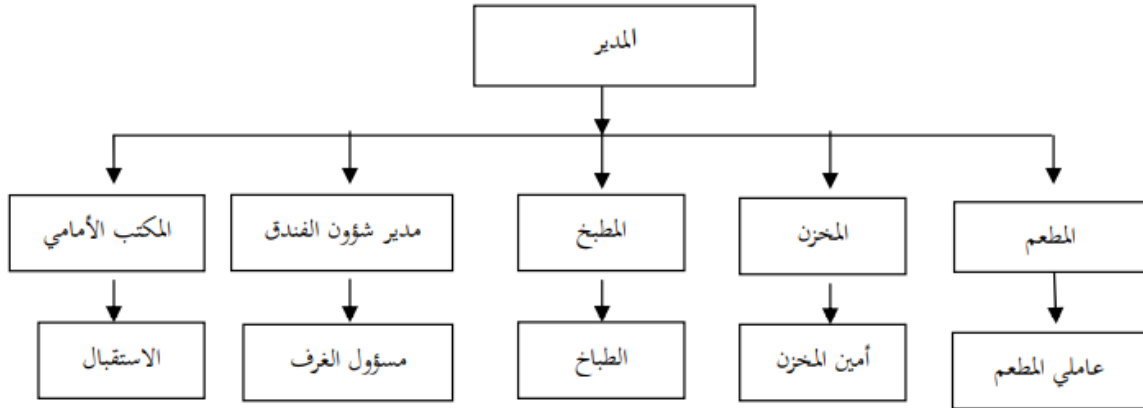 المدير
المطعم
المخزن
المطبخ
مدير شؤون الفندق
المكتب الأمامي
عاملي المطعم
أمين المخزن
الطباخ
مسؤول الغرف
الاستقبال